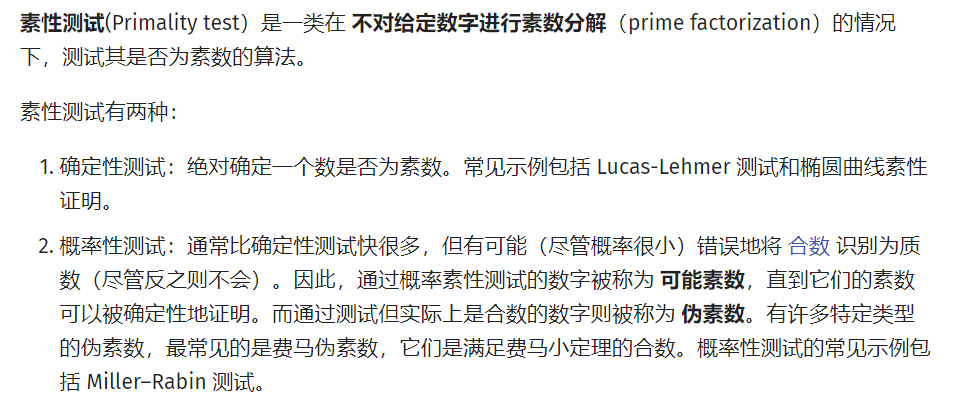 素性测试(Primality test）是一类在 不对给定数字进行素数分解（prime factorization）的情况
下，测试其是否为素数的算法。
素性测试有两种：
1. 确定性测试：绝对确定一个数是否为素数。常见示例包括 Lucas-Lehmer 测试和椭圆曲线素性
证明。
2. 概率性测试：通常比确定性测试快很多，但有可能（尽管概率很小）错误地将 合数 识别为质
数（尽管反之则不会）。因此，通过概率素性测试的数字被称为 可能素数，直到它们的素数
可以被确定性地证明。而通过测试但实际上是合数的数字则被称为 伪素数。有许多特定类型
的伪素数，最常见的是费马伪素数，它们是满足费马小定理的合数。概率性测试的常见示例包
括 Miller–Rabin 测试。